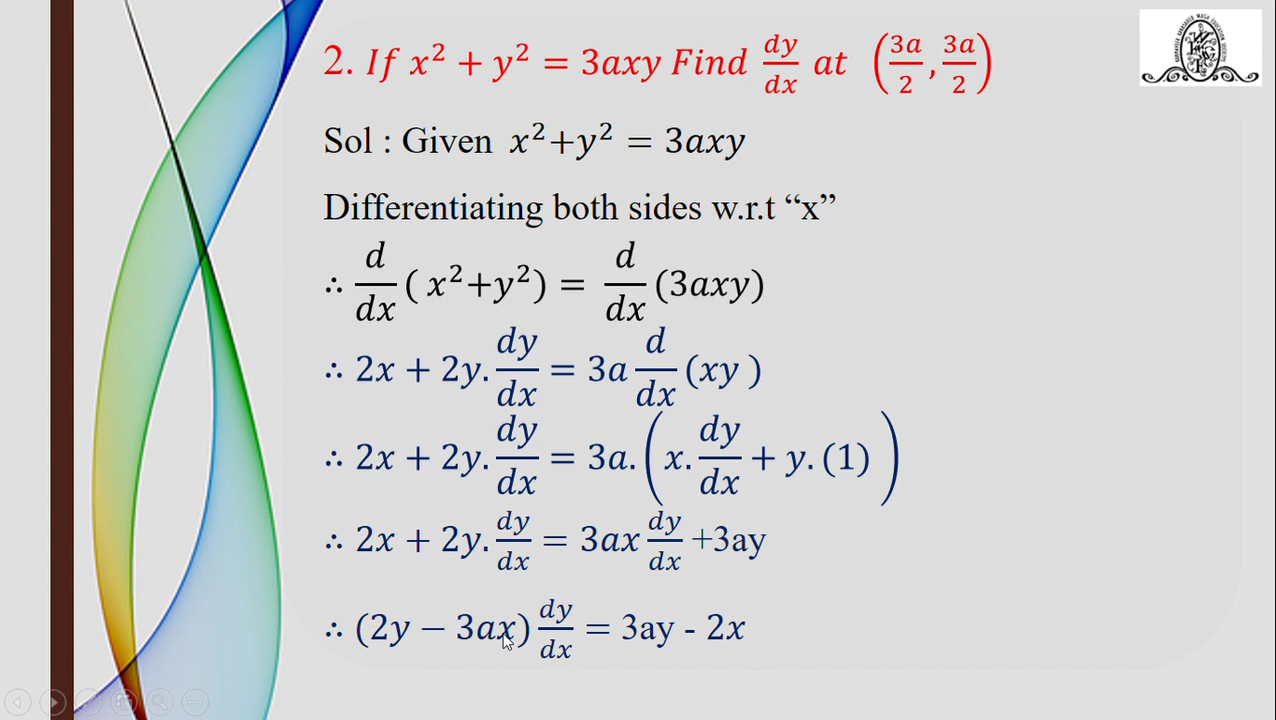 2. If x² + y² = 3axy Find dy/dx at (3a/2, 3a/2)
Sol : Given x²+y² = 3axy
Differentiating both sides w.r.t “x”
∴ d/dx ( x²+y²) = d/dx (3axy)
∴ 2x + 2y. dy/dx = 3a d/dx (xy )
∴ 2x + 2y. dy/dx = 3a. (x. dy/dx + y. (1) )
∴ 2x + 2y. dy/dx = 3ax dy/dx +3ay
∴ (2y − 3ax) dy/dx = 3ay - 2x